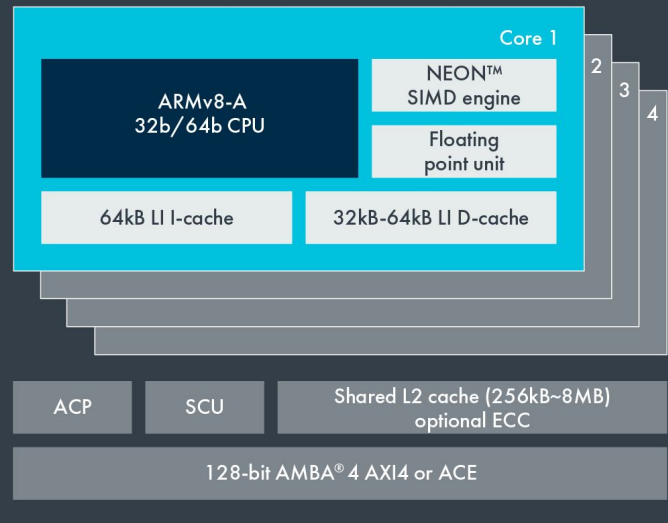 Core 1
2
3
4
ARMv8-A
32b/64b CPU
NEON™
SIMD engine
Floating
point unit
64kB LI I-cache
32kB-64kB LI D-cache
ACP
SCU
Shared L2 cache (256kB~8MB)
optional ECC
128-bit AMBA® 4 AXI4 or ACE